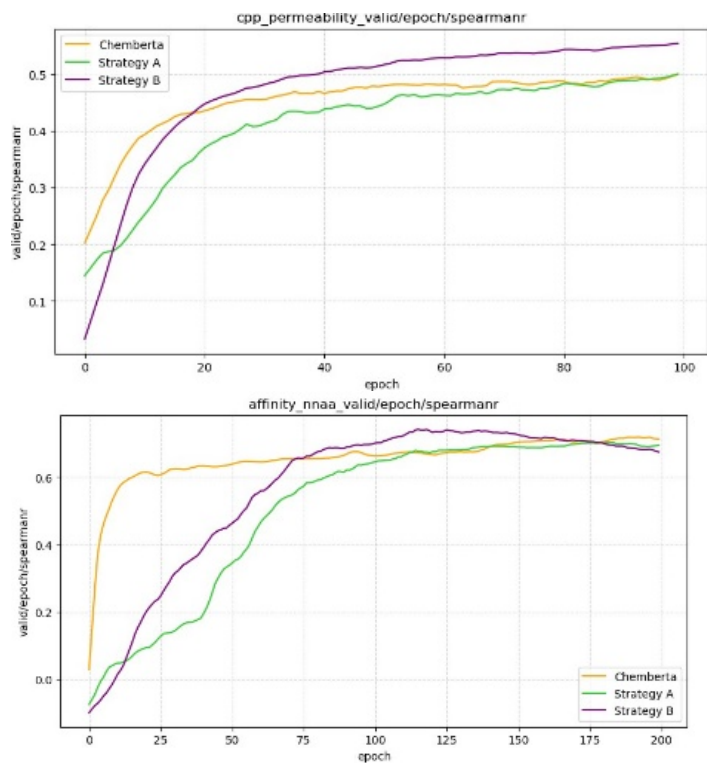 cpp_permeability_valid/epoch/spearmanr
Chemberta
Strategy A
Strategy B
valid/epoch/spearmanr
0.5
0.4
0.3
0.2
0.1
0 20 40 60 80 100
epoch
affinity_nnaa_valid/epoch/spearmanr
valid/epoch/spearmanr
0.6
0.4
0.2
0.0
Chemberta
Strategy A
Strategy B
0 25 50 75 100 125 150 175 200
epoch